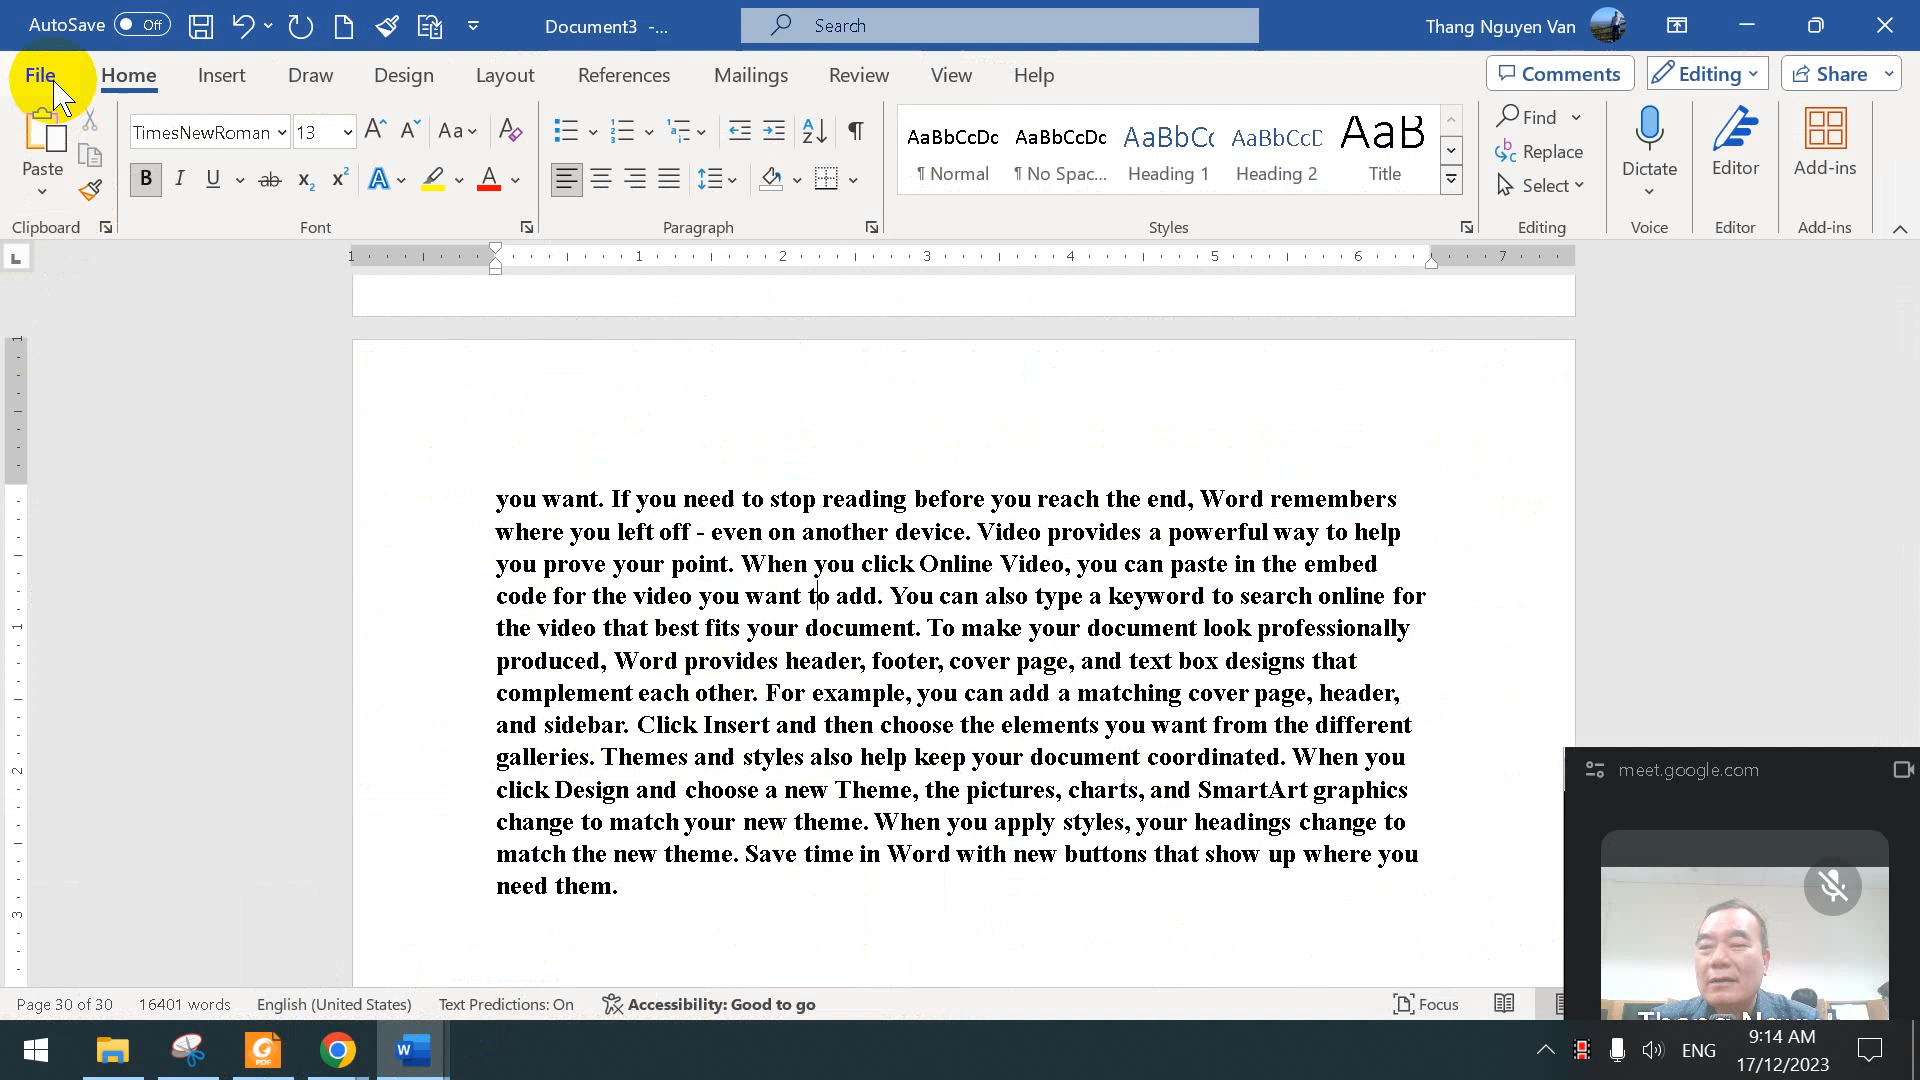 AutoSave Off Document3 -... Search Thang Nguyen Van
File Home Insert Draw Design Layout References Mailings Review View Help Comments Editing Share
TimesNewRoman 13 Aa
AaBbCcDc AaBbCcDc AaBbCc AaBbCcD AaB
Find
Replace
Select
Paste
B I U ab x2 x2 A A
¶ Normal ¶ No Spac... Heading 1 Heading 2 Title
Dictate Editor Add-ins
Clipboard Font Paragraph Styles Editing Voice Editor Add-ins
1 1 2 3 4 5 6 7
you want. If you need to stop reading before you reach the end, Word remembers
where you left off - even on another device. Video provides a powerful way to help
you prove your point. When you click Online Video, you can paste in the embed
code for the video you want to add. You can also type a keyword to search online for
the video that best fits your document. To make your document look professionally
produced, Word provides header, footer, cover page, and text box designs that
complement each other. For example, you can add a matching cover page, header,
and sidebar. Click Insert and then choose the elements you want from the different
galleries. Themes and styles also help keep your document coordinated. When you
click Design and choose a new Theme, the pictures, charts, and SmartArt graphics
change to match your new theme. When you apply styles, your headings change to
match the new theme. Save time in Word with new buttons that show up where you
need them.
meet.google.com
Page 30 of 30 16401 words English (United States) Text Predictions: On Accessibility: Good to go Focus
ENG 9:14 AM
17/12/2023